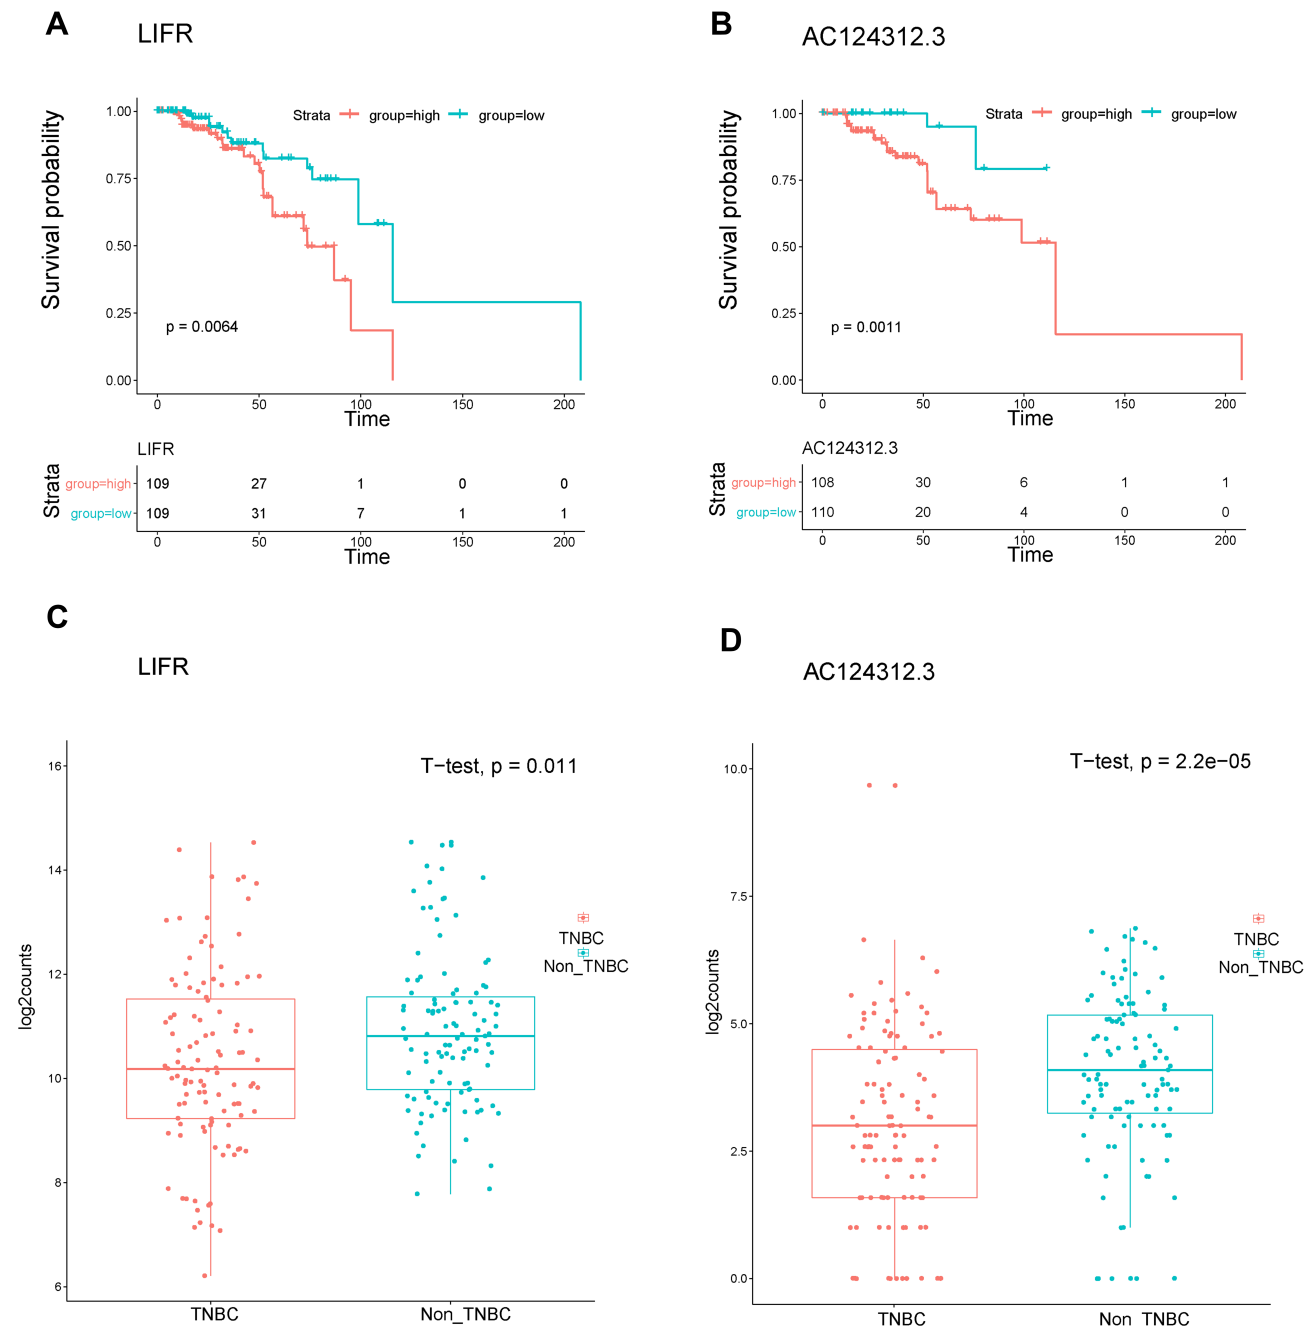 A
LIFR
Strata group=high group=low
Survival probability
1.00
0.75
0.50
0.25
0.00
p = 0.0064
0 50 100 150 200
Time
LIFR
Strata
group=high 109 27 1 0 0
group=low 109 31 7 1 1
0 50 100 150 200
Time
B
AC124312.3
Strata group=high group=low
Survival probability
1.00
0.75
0.50
0.25
0.00
p = 0.0011
0 50 100 150 200
Time
AC124312.3
Strata
group=high 108 30 6 1 1
group=low 110 20 4 0 0
0 50 100 150 200
Time
C
LIFR
T−test, p = 0.011
log2counts
16
14
12
10
8
6
TNBC
Non_TNBC
TNBC Non_TNBC
D
AC124312.3
T−test, p = 2.2e−05
log2counts
10.0
7.5
5.0
2.5
0.0
TNBC
Non_TNBC
TNBC Non TNBC